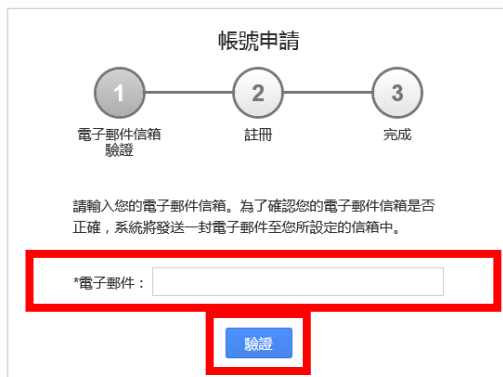 帳號申請
1 2 3
電子郵件信箱 註冊 完成
驗證
請輸入您的電子郵件信箱。為了確認您的電子郵件信箱是否
正確，系統將發送一封電子郵件至您所設定的信箱中。
*電子郵件：
驗證